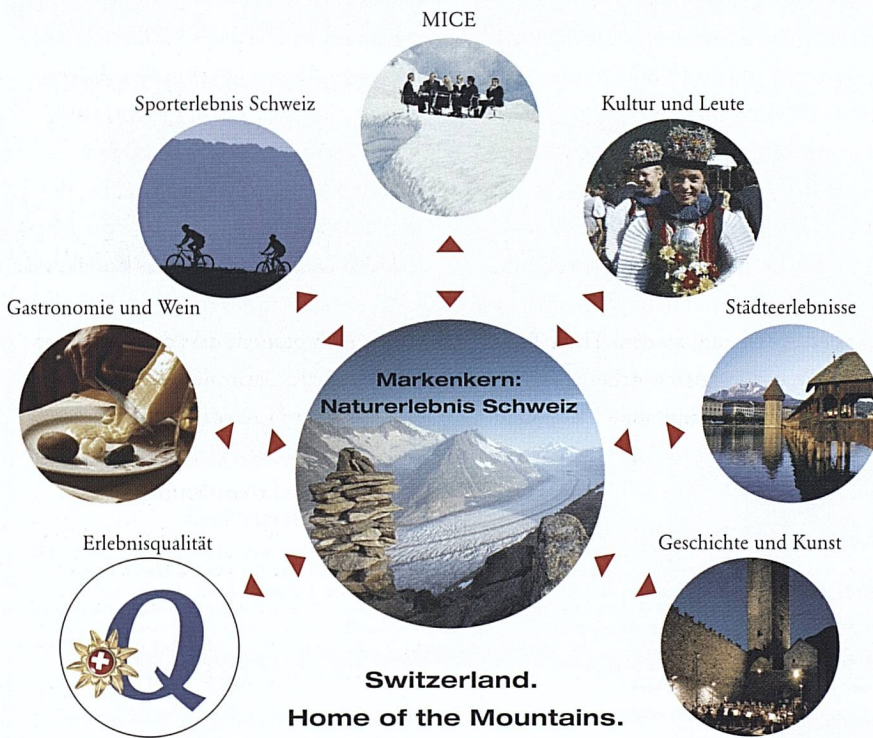 MICE
Sporterlebnis Schweiz
Kultur und Leute
Gastronomie und Wein
Städteerlebnisse
Markenkern:
Naturerlebnis Schweiz
Erlebnisqualität
Q
Geschichte und Kunst
Switzerland.
Home of the Mountains.